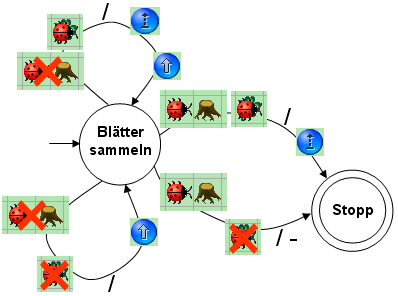 /
/
Blätter
sammeln
Stopp
/ -
/